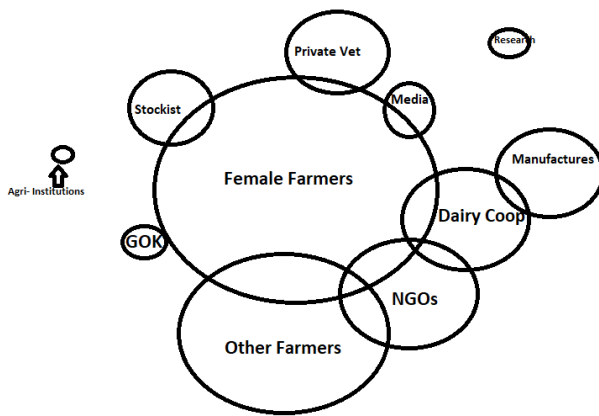 Research
Private Vet
Media
Stockist
Manufactures
Female Farmers
Agri- Institutions
Dairy Coop
GOK
NGOs
Other Farmers